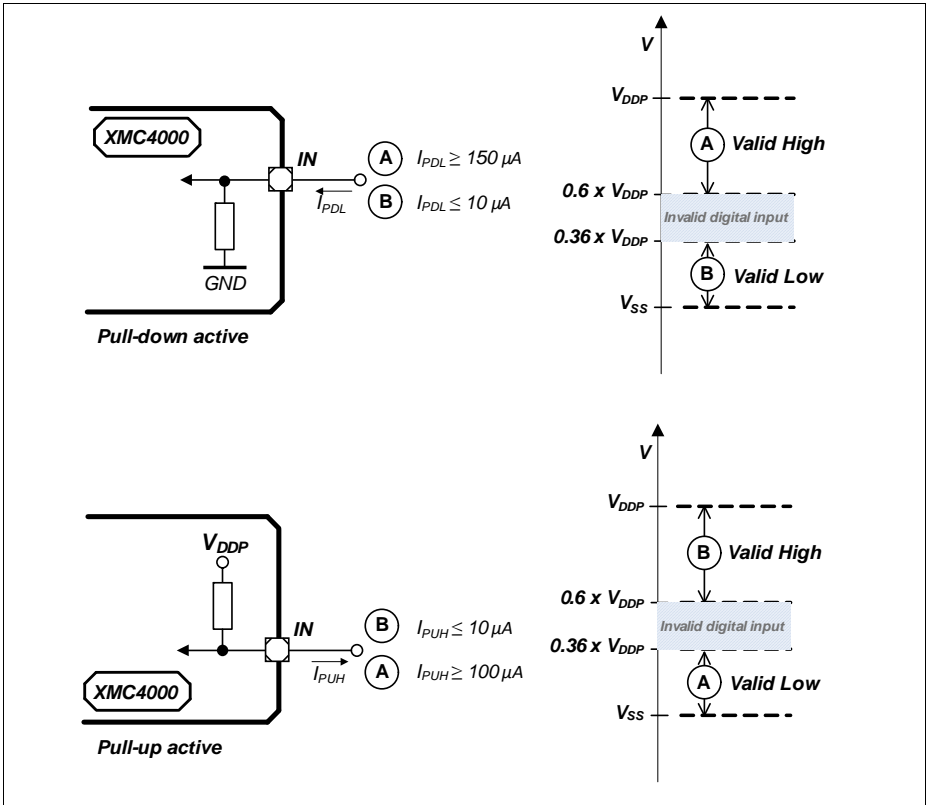 V
V_DDP
XMC4000
A Valid High
IN
A I_PDL ≥ 150 μA
I_PDL
B I_PDL ≤ 10 μA
0.6 x V_DDP
Invalid digital input
0.36 x V_DDP
B Valid Low
GND
V_SS
Pull-down active
V
V_DDP
V_DDP
B Valid High
0.6 x V_DDP
IN
B I_PUH ≤ 10 μA
Invalid digital input
0.36 x V_DDP
I_PUH
A I_PUH ≥ 100 μA
XMC4000
A Valid Low
V_SS
Pull-up active